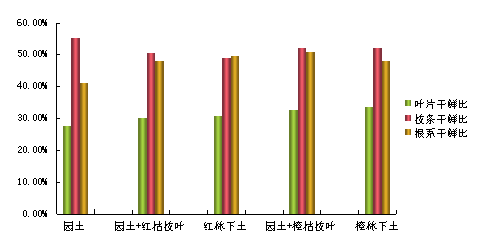 60.00%
50.00%
40.00%
30.00%
20.00%
10.00%
0.00%
园土
园土+红枯枝叶
红林下土
园土+樟枯枝叶
樟林下土
叶片干鲜比
枝条干鲜比
根系干鲜比